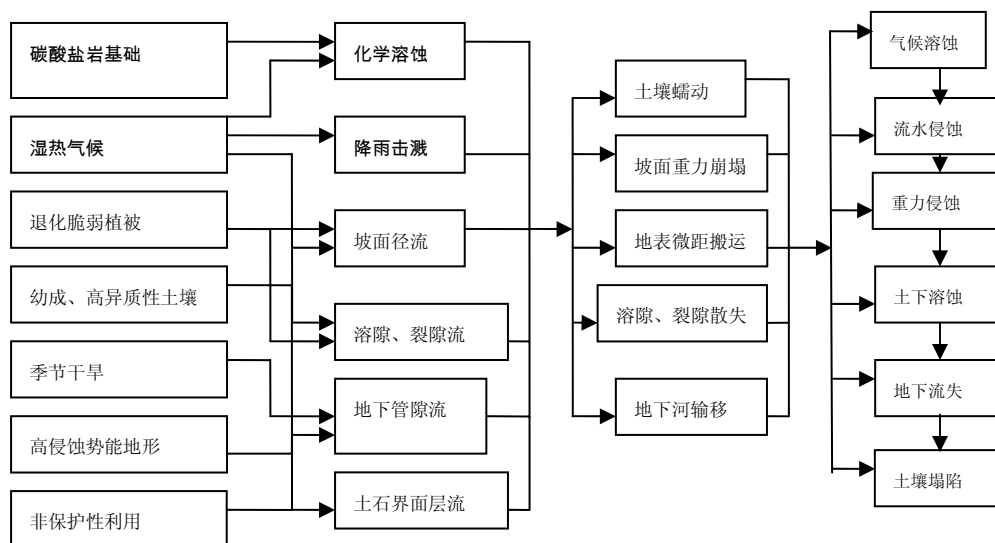 碳酸盐岩基础
湿热气候
退化脆弱植被
幼成、高异质性土壤
季节干旱
高侵蚀势能地形
非保护性利用
化学溶蚀
降雨击溅
坡面径流
溶隙、裂隙流
地下管隙流
土石界面层流
土壤蠕动
坡面重力崩塌
地表微距搬运
溶隙、裂隙散失
地下河输移
气候溶蚀
流水侵蚀
重力侵蚀
土下溶蚀
地下流失
土壤塌陷